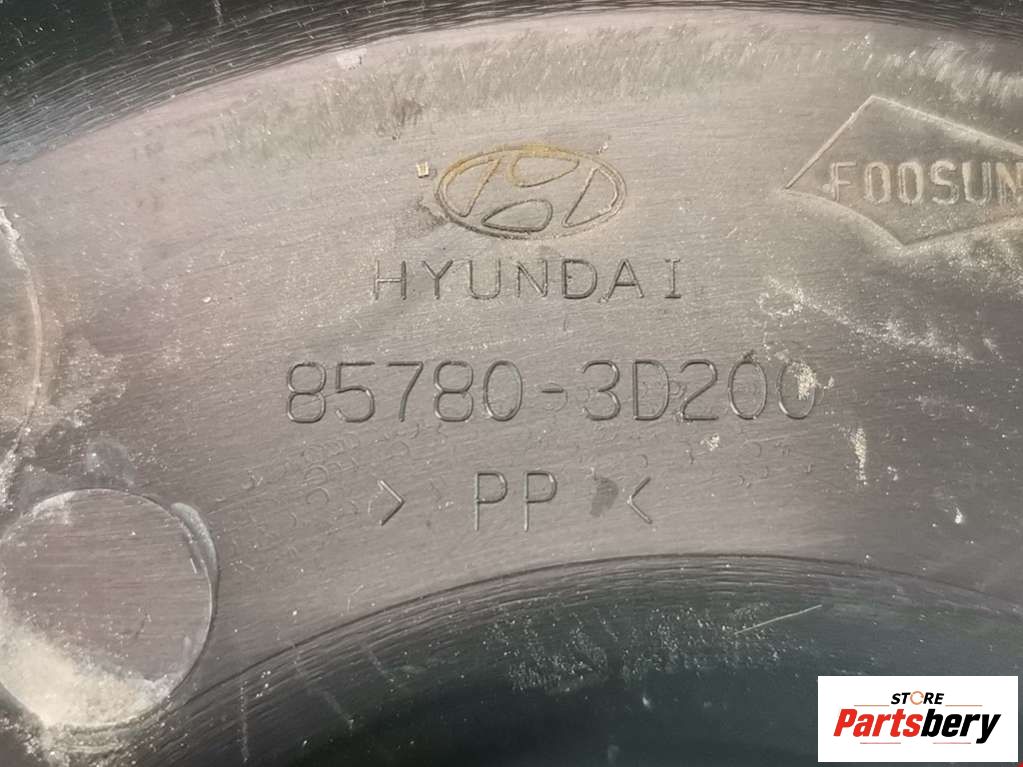 FOOSUN
HYUNDAI
85780-3D200
> PP <
STORE
Partsbery